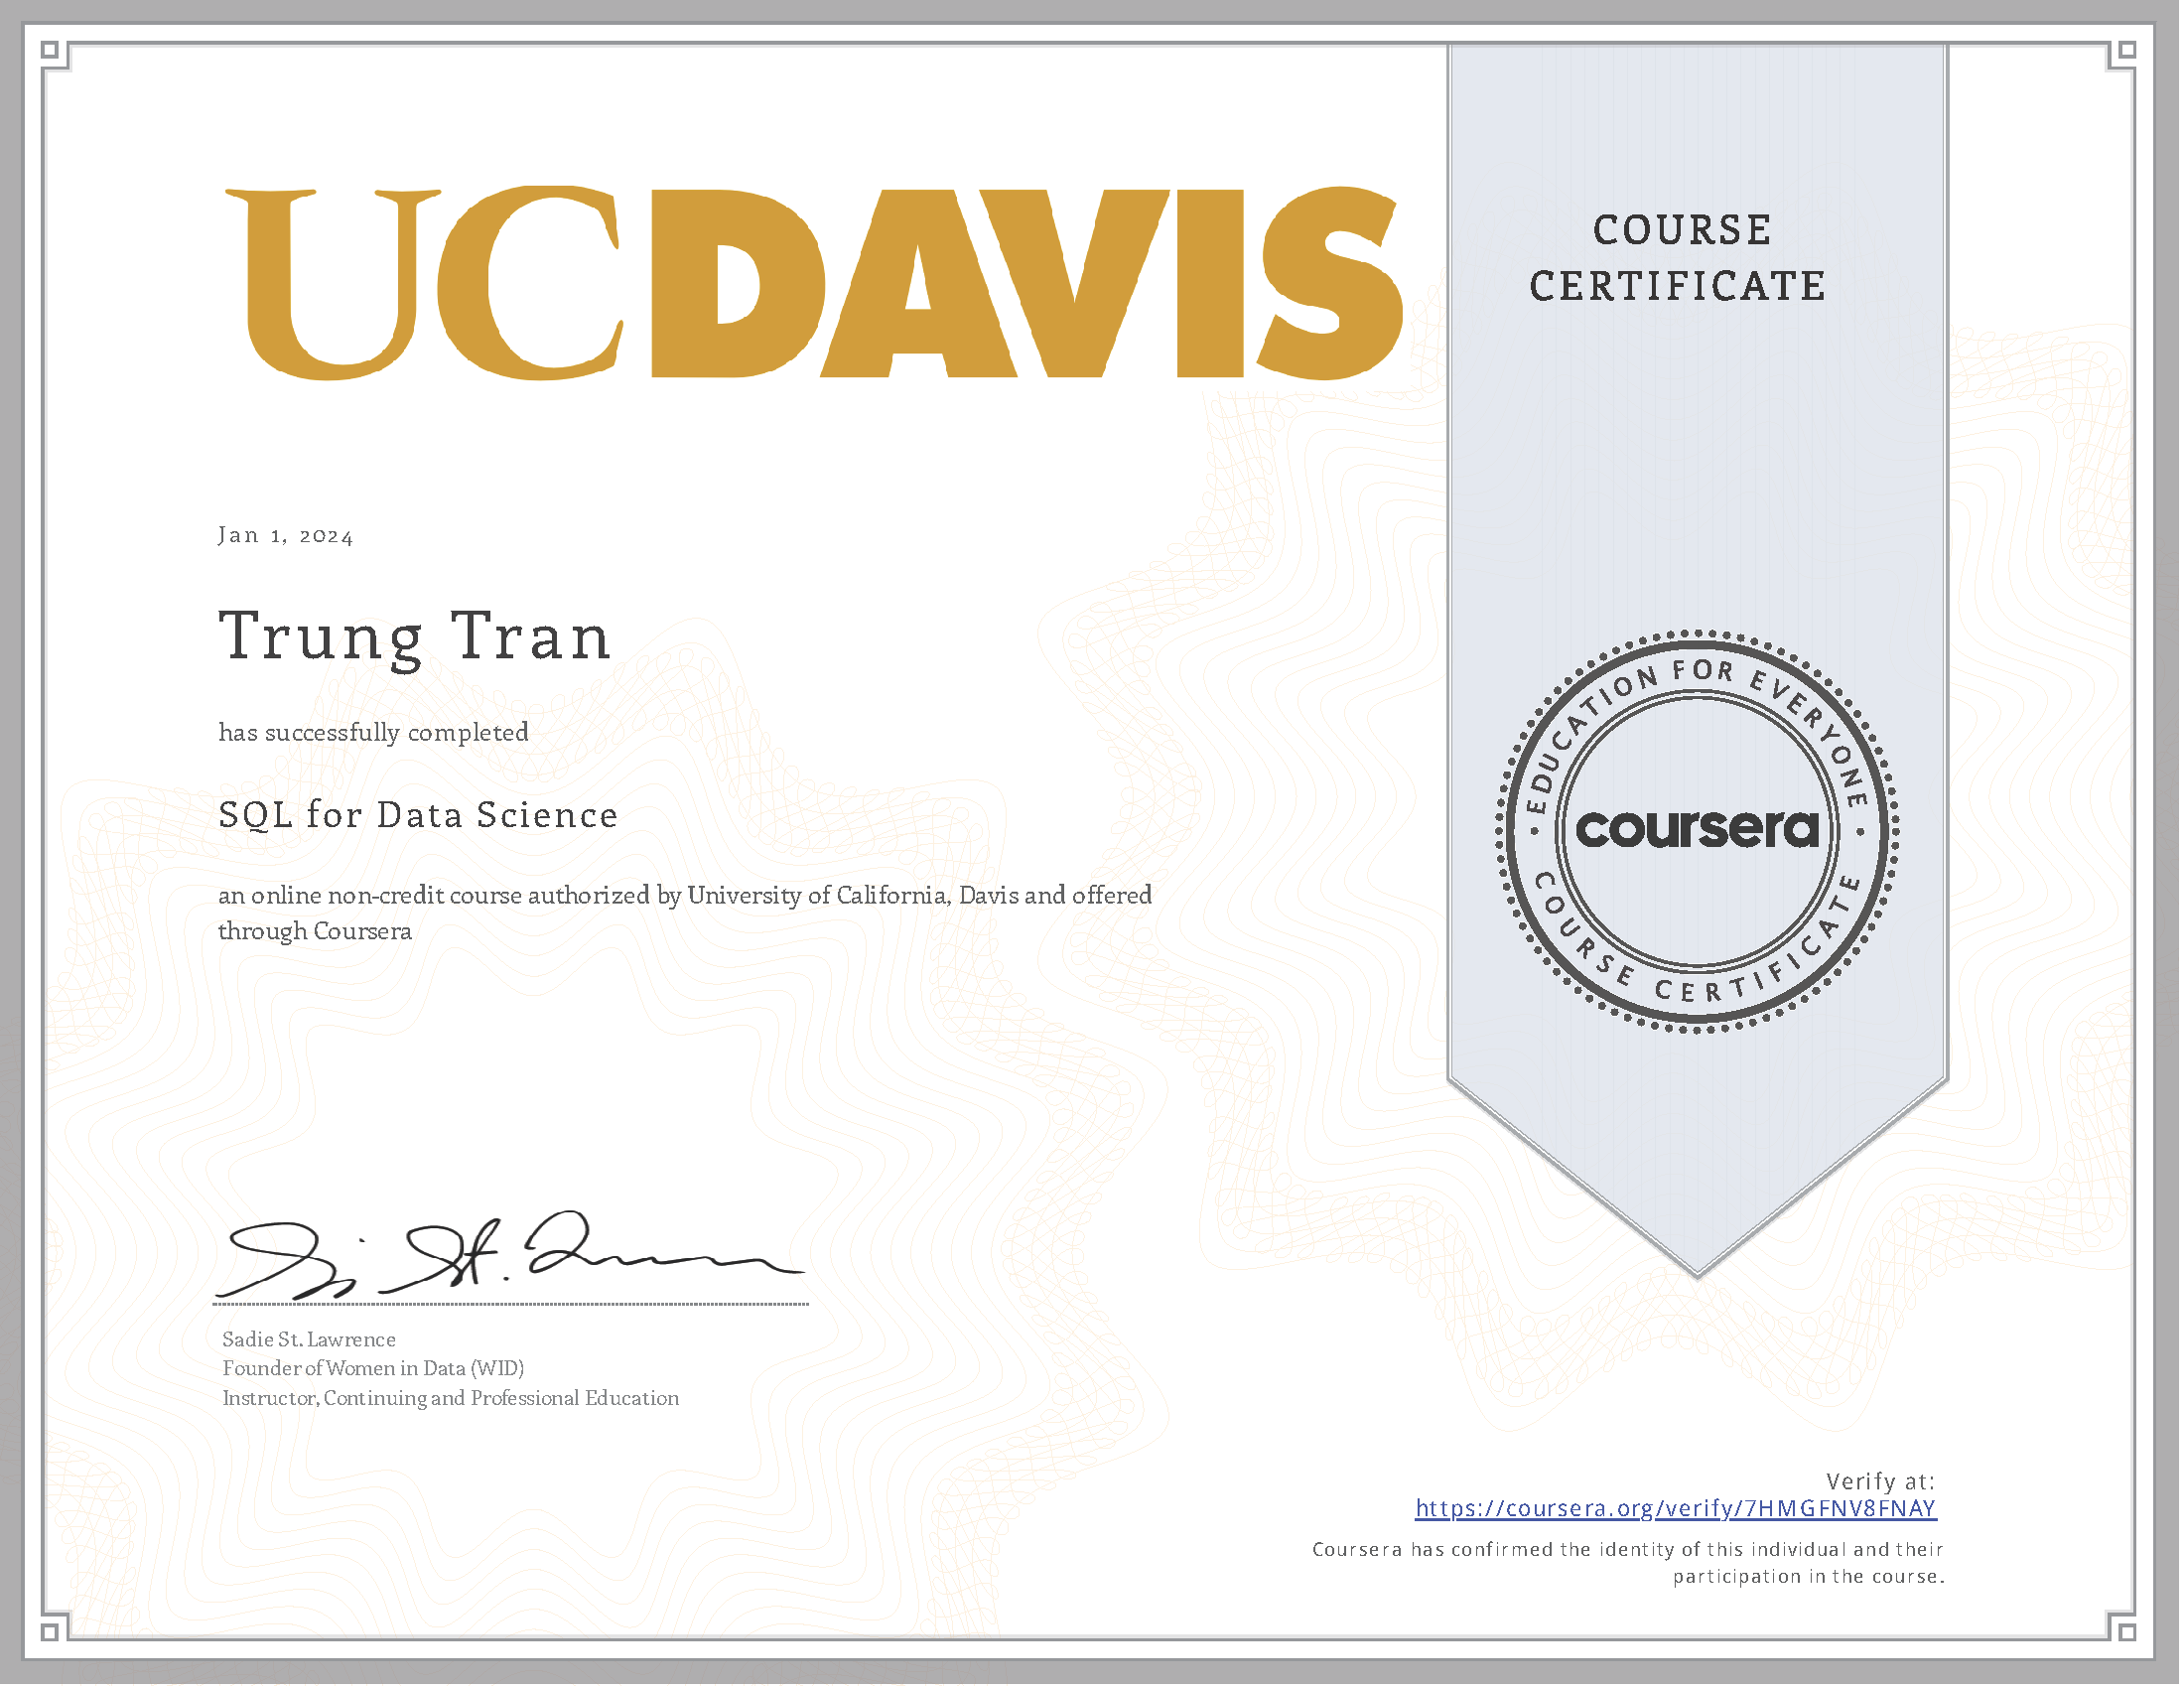 UCDAVIS
COURSE
CERTIFICATE
Jan 1, 2024
Trung Tran
has successfully completed
SQL for Data Science
an online non-credit course authorized by University of California, Davis and offered
through Coursera
EDUCATION FOR EVERYONE
coursera
COURSE CERTIFICATE
Sadie St. Lawrence
Founder of Women in Data (WID)
Instructor, Continuing and Professional Education
Verify at:
https://coursera.org/verify/7HMGFNV8FNAY
Coursera has confirmed the identity of this individual and their
participation in the course.